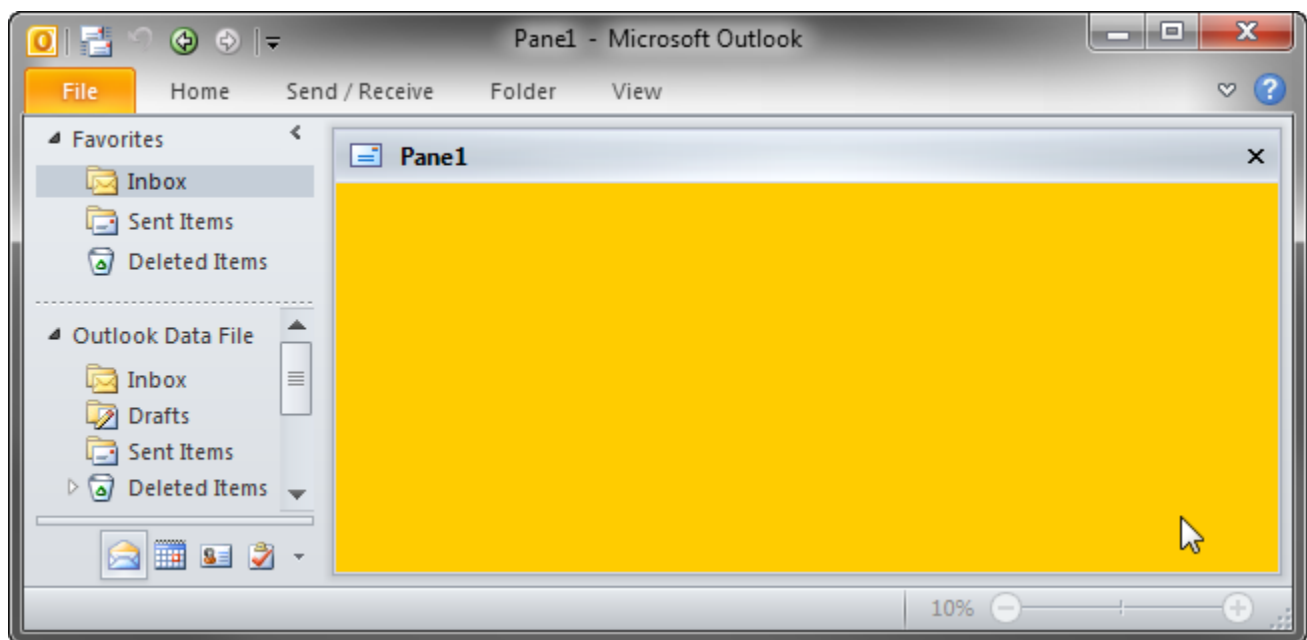 Pane1 - Microsoft Outlook
File Home Send / Receive Folder View
Favorites
Inbox
Sent Items
Deleted Items
Outlook Data File
Inbox
Drafts
Sent Items
Deleted Items
Pane1
10%